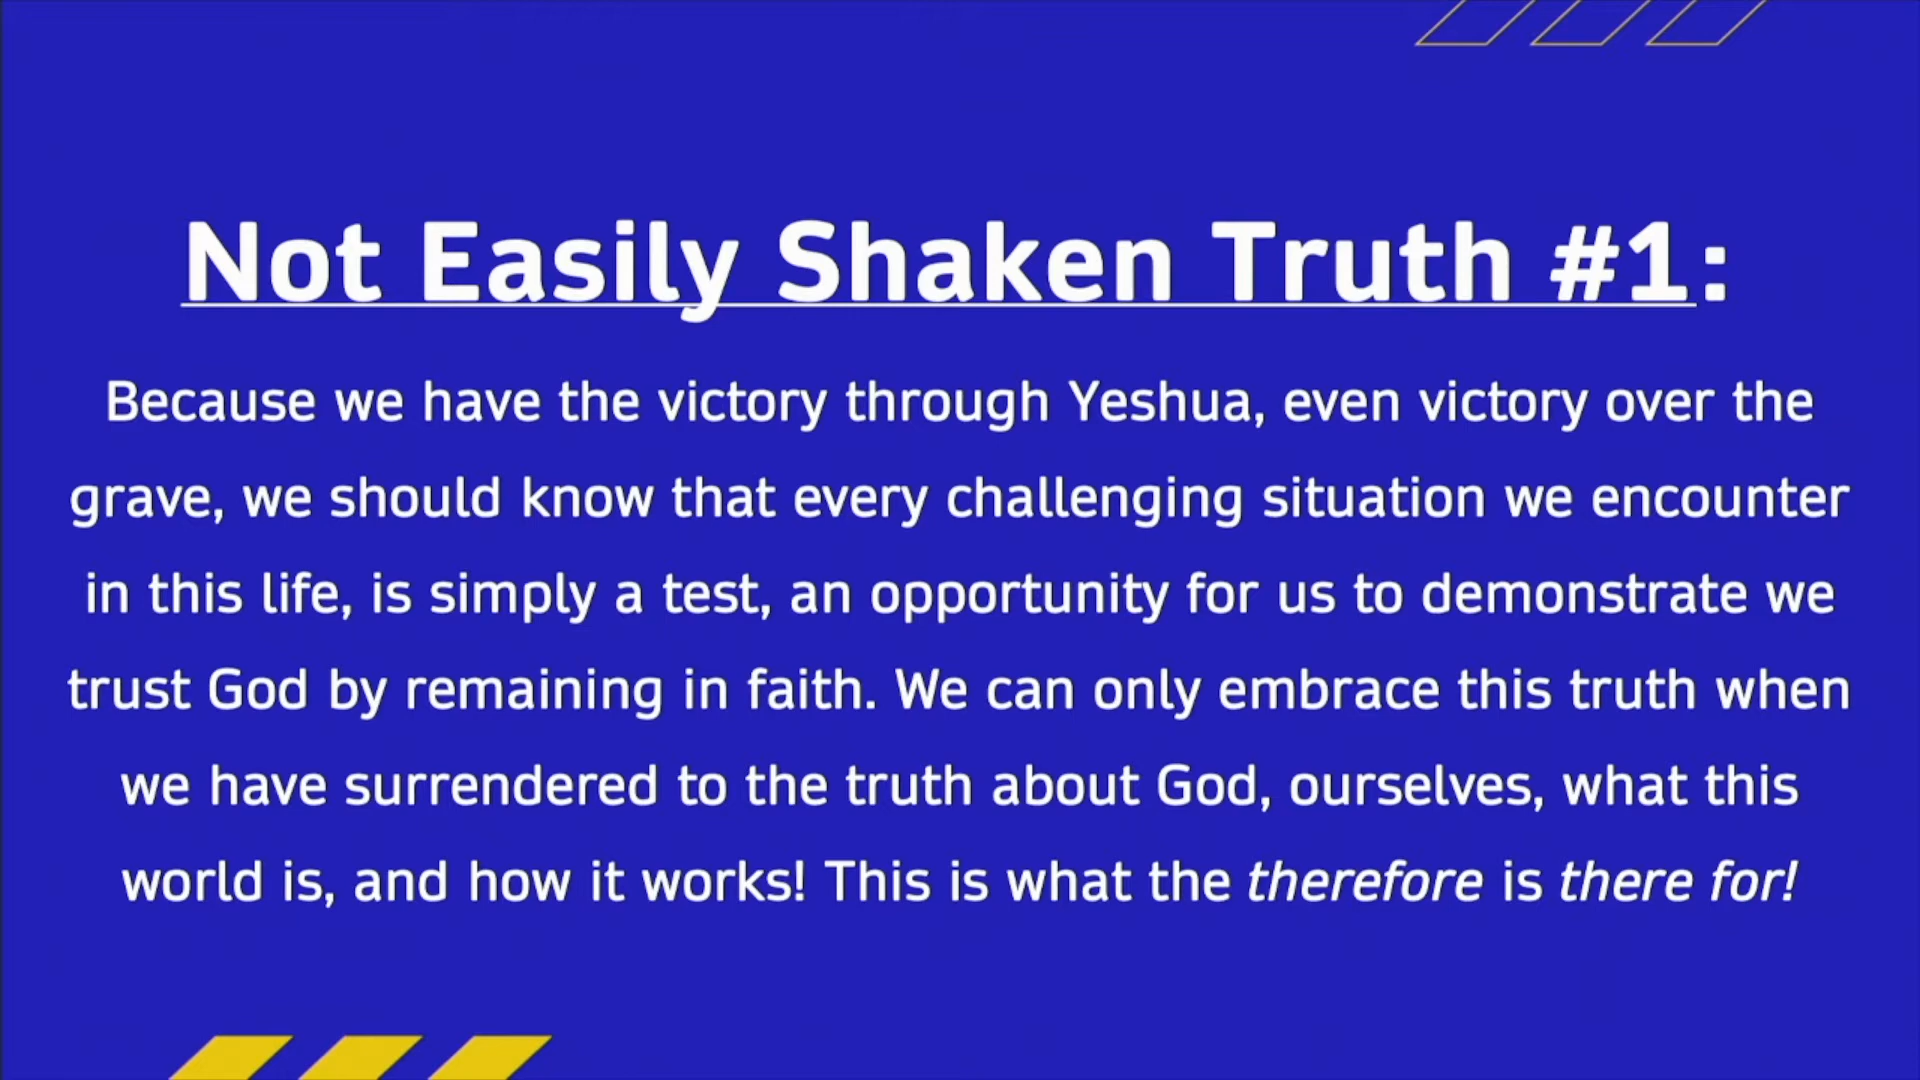 Not Easily Shaken Truth #1:
Because we have the victory through Yeshua, even victory over the
grave, we should know that every challenging situation we encounter
in this life, is simply a test, an opportunity for us to demonstrate we
trust God by remaining in faith. We can only embrace this truth when
we have surrendered to the truth about God, ourselves, what this
world is, and how it works! This is what the therefore is there for!